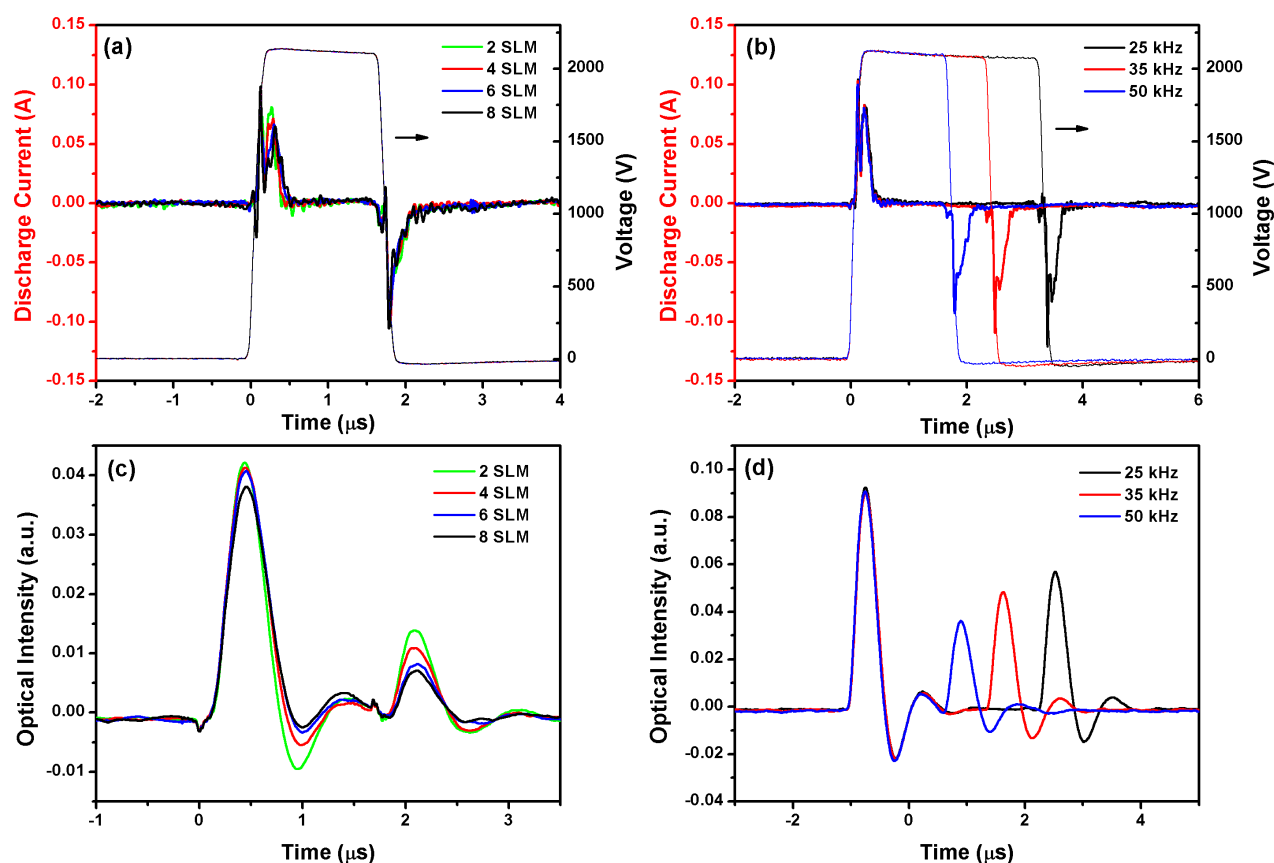 (a)
2 SLM
4 SLM
6 SLM
8 SLM
0.15
0.10
0.05
0.00
-0.05
-0.10
-0.15
Discharge Current (A)
2000
1500
1000
500
0
Voltage (V)
-2 -1 0 1 2 3 4
Time (μs)
(b)
25 kHz
35 kHz
50 kHz
0.15
0.10
0.05
0.00
-0.05
-0.10
-0.15
Discharge Current (A)
2000
1500
1000
500
0
Voltage (V)
-2 0 2 4 6
Time (μs)
(c)
2 SLM
4 SLM
6 SLM
8 SLM
0.04
0.03
0.02
0.01
0.00
-0.01
Optical Intensity (a.u.)
-1 0 1 2 3
Time (μs)
(d)
25 kHz
35 kHz
50 kHz
0.10
0.08
0.06
0.04
0.02
0.00
-0.02
-0.04
Optical Intensity (a.u.)
-2 0 2 4
Time (μs)